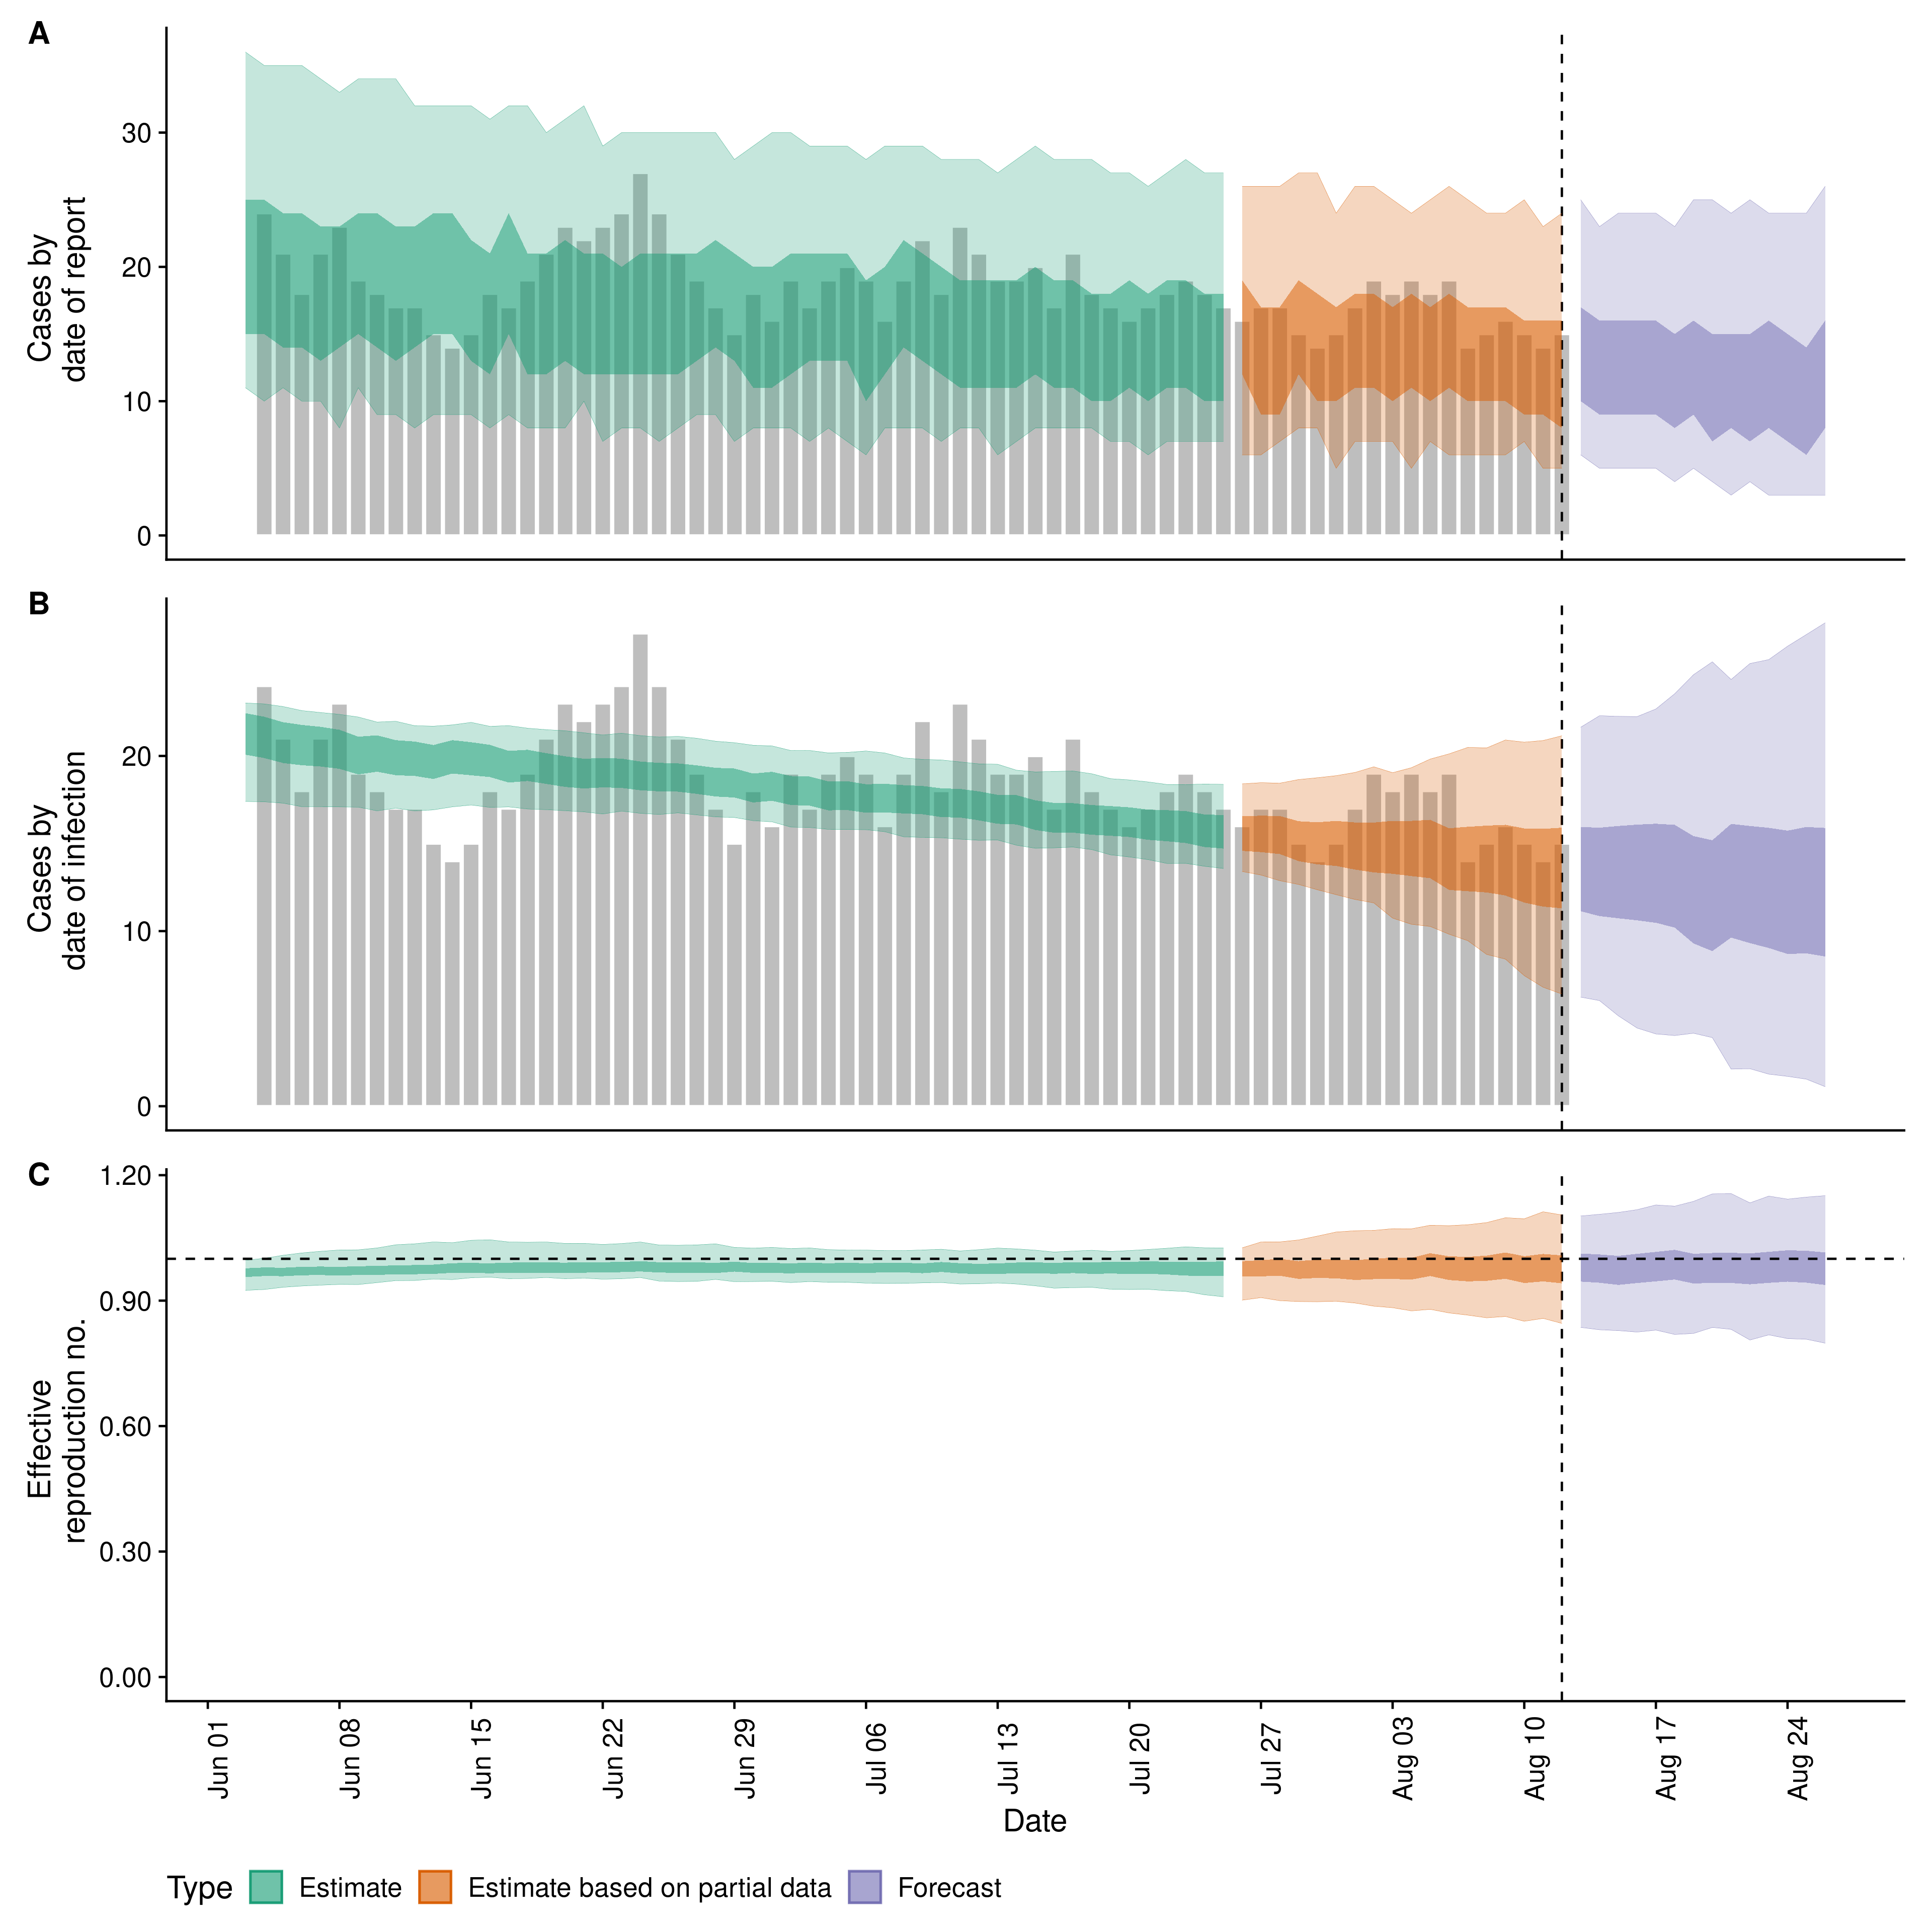 A
Cases by
date of report
30
20
10
0
B
Cases by
date of infection
20
10
0
C
Effective
reproduction no.
1.20
0.90
0.60
0.30
0.00
Jun 01
Jun 08
Jun 15
Jun 22
Jun 29
Jul 06
Jul 13
Jul 20
Jul 27
Aug 03
Aug 10
Aug 17
Aug 24
Date
Type Estimate Estimate based on partial data Forecast